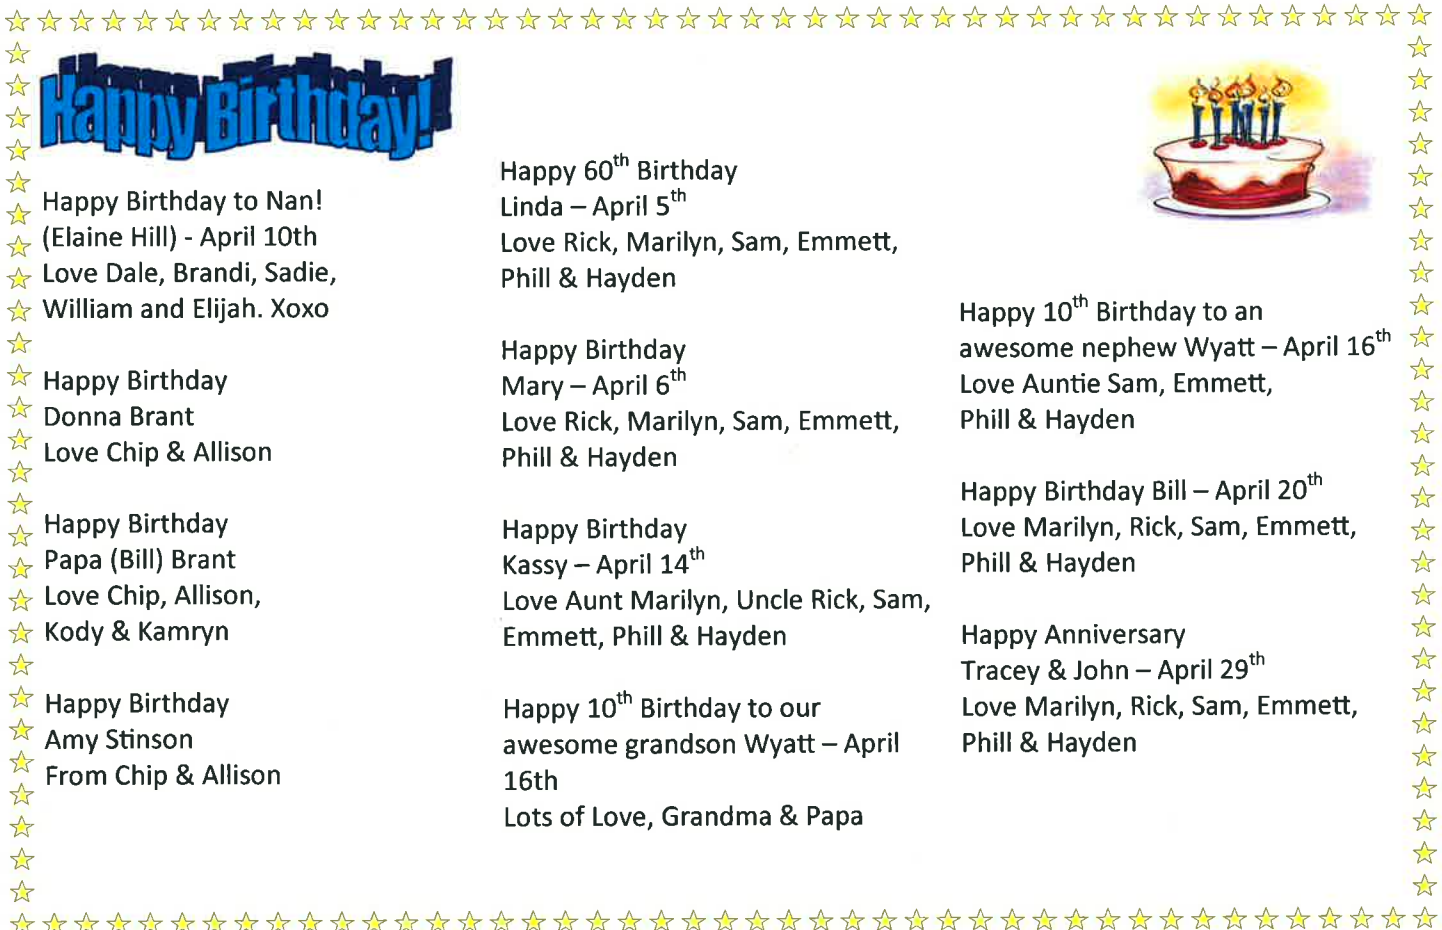 Happy Birthday!
Happy Birthday to Nan!
(Elaine Hill) - April 10th
Love Dale, Brandi, Sadie,
William and Elijah. Xoxo
Happy Birthday
Donna Brant
Love Chip & Allison
Happy Birthday
Papa (Bill) Brant
Love Chip, Allison,
Kody & Kamryn
Happy Birthday
Amy Stinson
From Chip & Allison
Happy 60th Birthday
Linda – April 5th
Love Rick, Marilyn, Sam, Emmett,
Phill & Hayden
Happy Birthday
Mary – April 6th
Love Rick, Marilyn, Sam, Emmett,
Phill & Hayden
Happy Birthday
Kassy – April 14th
Love Aunt Marilyn, Uncle Rick, Sam,
Emmett, Phill & Hayden
Happy 10th Birthday to our
awesome grandson Wyatt – April
16th
Lots of Love, Grandma & Papa
Happy 10th Birthday to an
awesome nephew Wyatt – April 16th
Love Auntie Sam, Emmett,
Phill & Hayden
Happy Birthday Bill – April 20th
Love Marilyn, Rick, Sam, Emmett,
Phill & Hayden
Happy Anniversary
Tracey & John – April 29th
Love Marilyn, Rick, Sam, Emmett,
Phill & Hayden